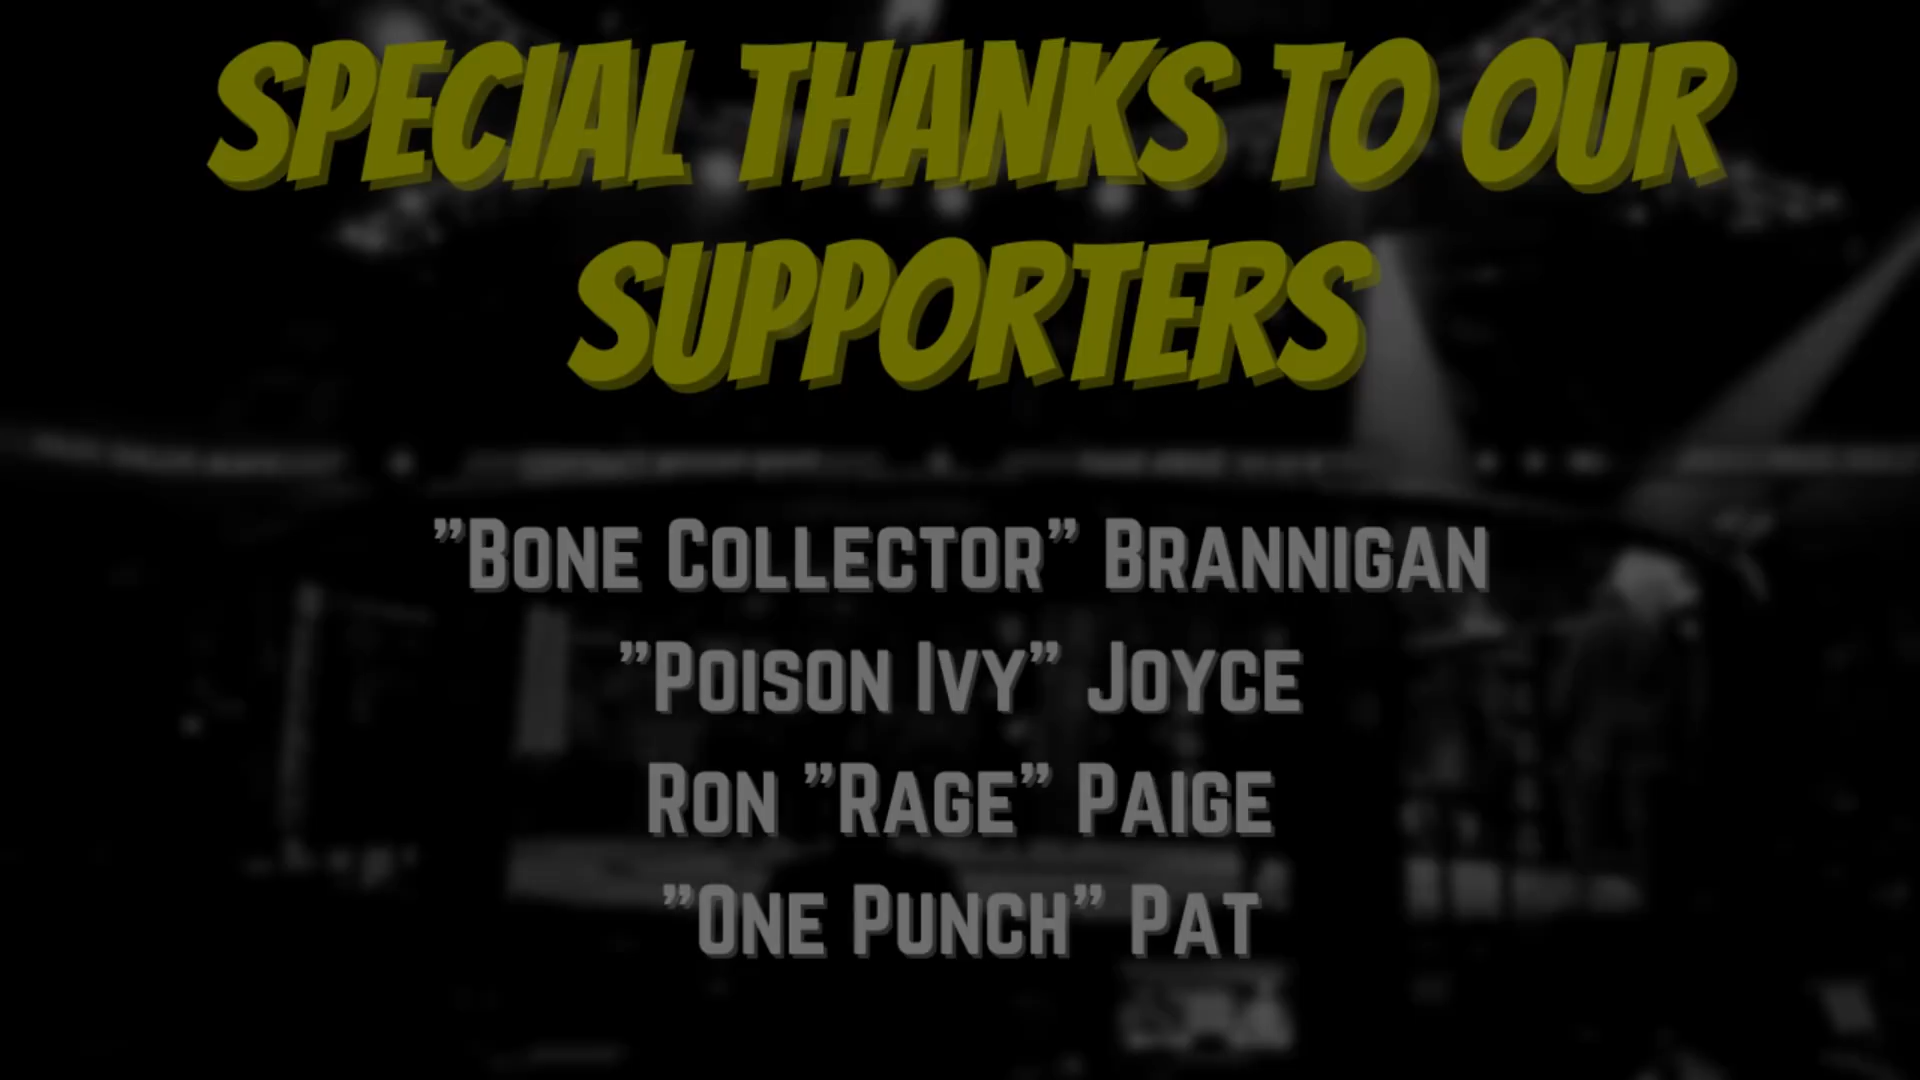 SPECIAL THANKS TO OUR
SUPPORTERS
"Bone Collector" Brannigan
"Poison Ivy" Joyce
Ron "Rage" Paige
"One Punch" Pat